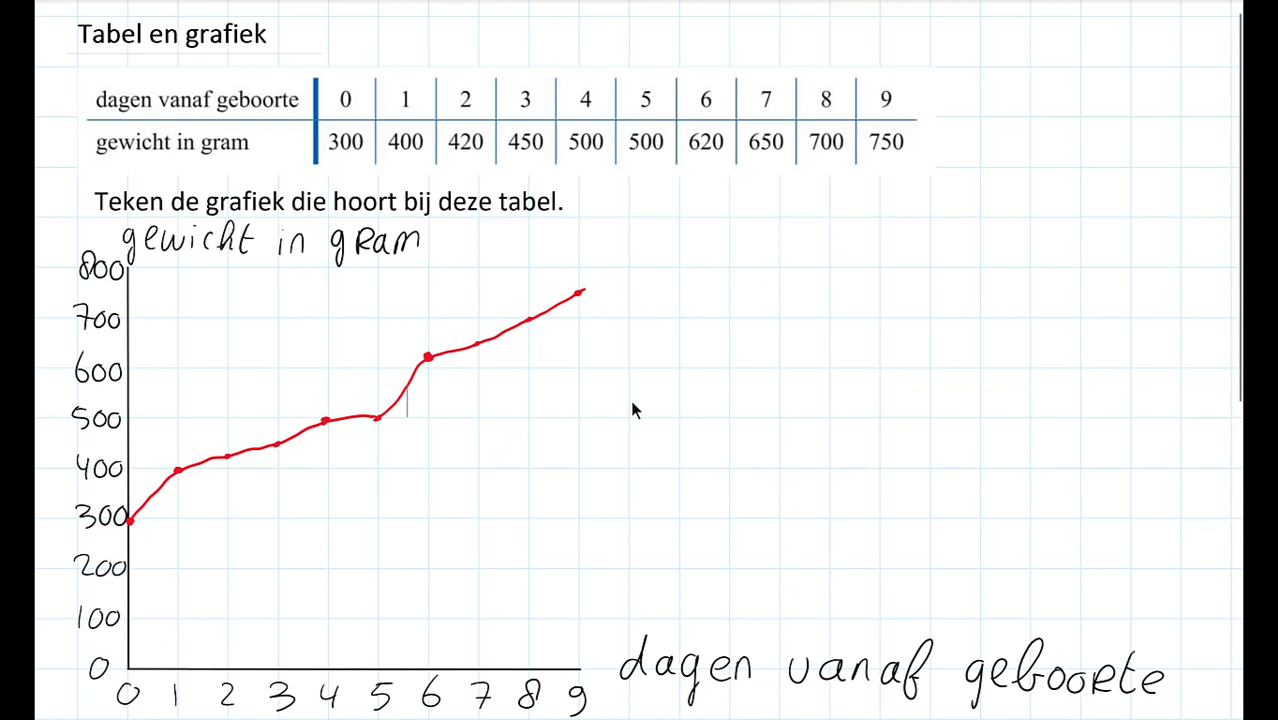 Tabel en grafiek
dagen vanaf geboorte 0 1 2 3 4 5 6 7 8 9
gewicht in gram 300 400 420 450 500 500 620 650 700 750
Teken de grafiek die hoort bij deze tabel.
gewicht in gram
800
700
600
500
400
300
200
100
0
0 1 2 3 4 5 6 7 8 9
dagen vanaf geboorte